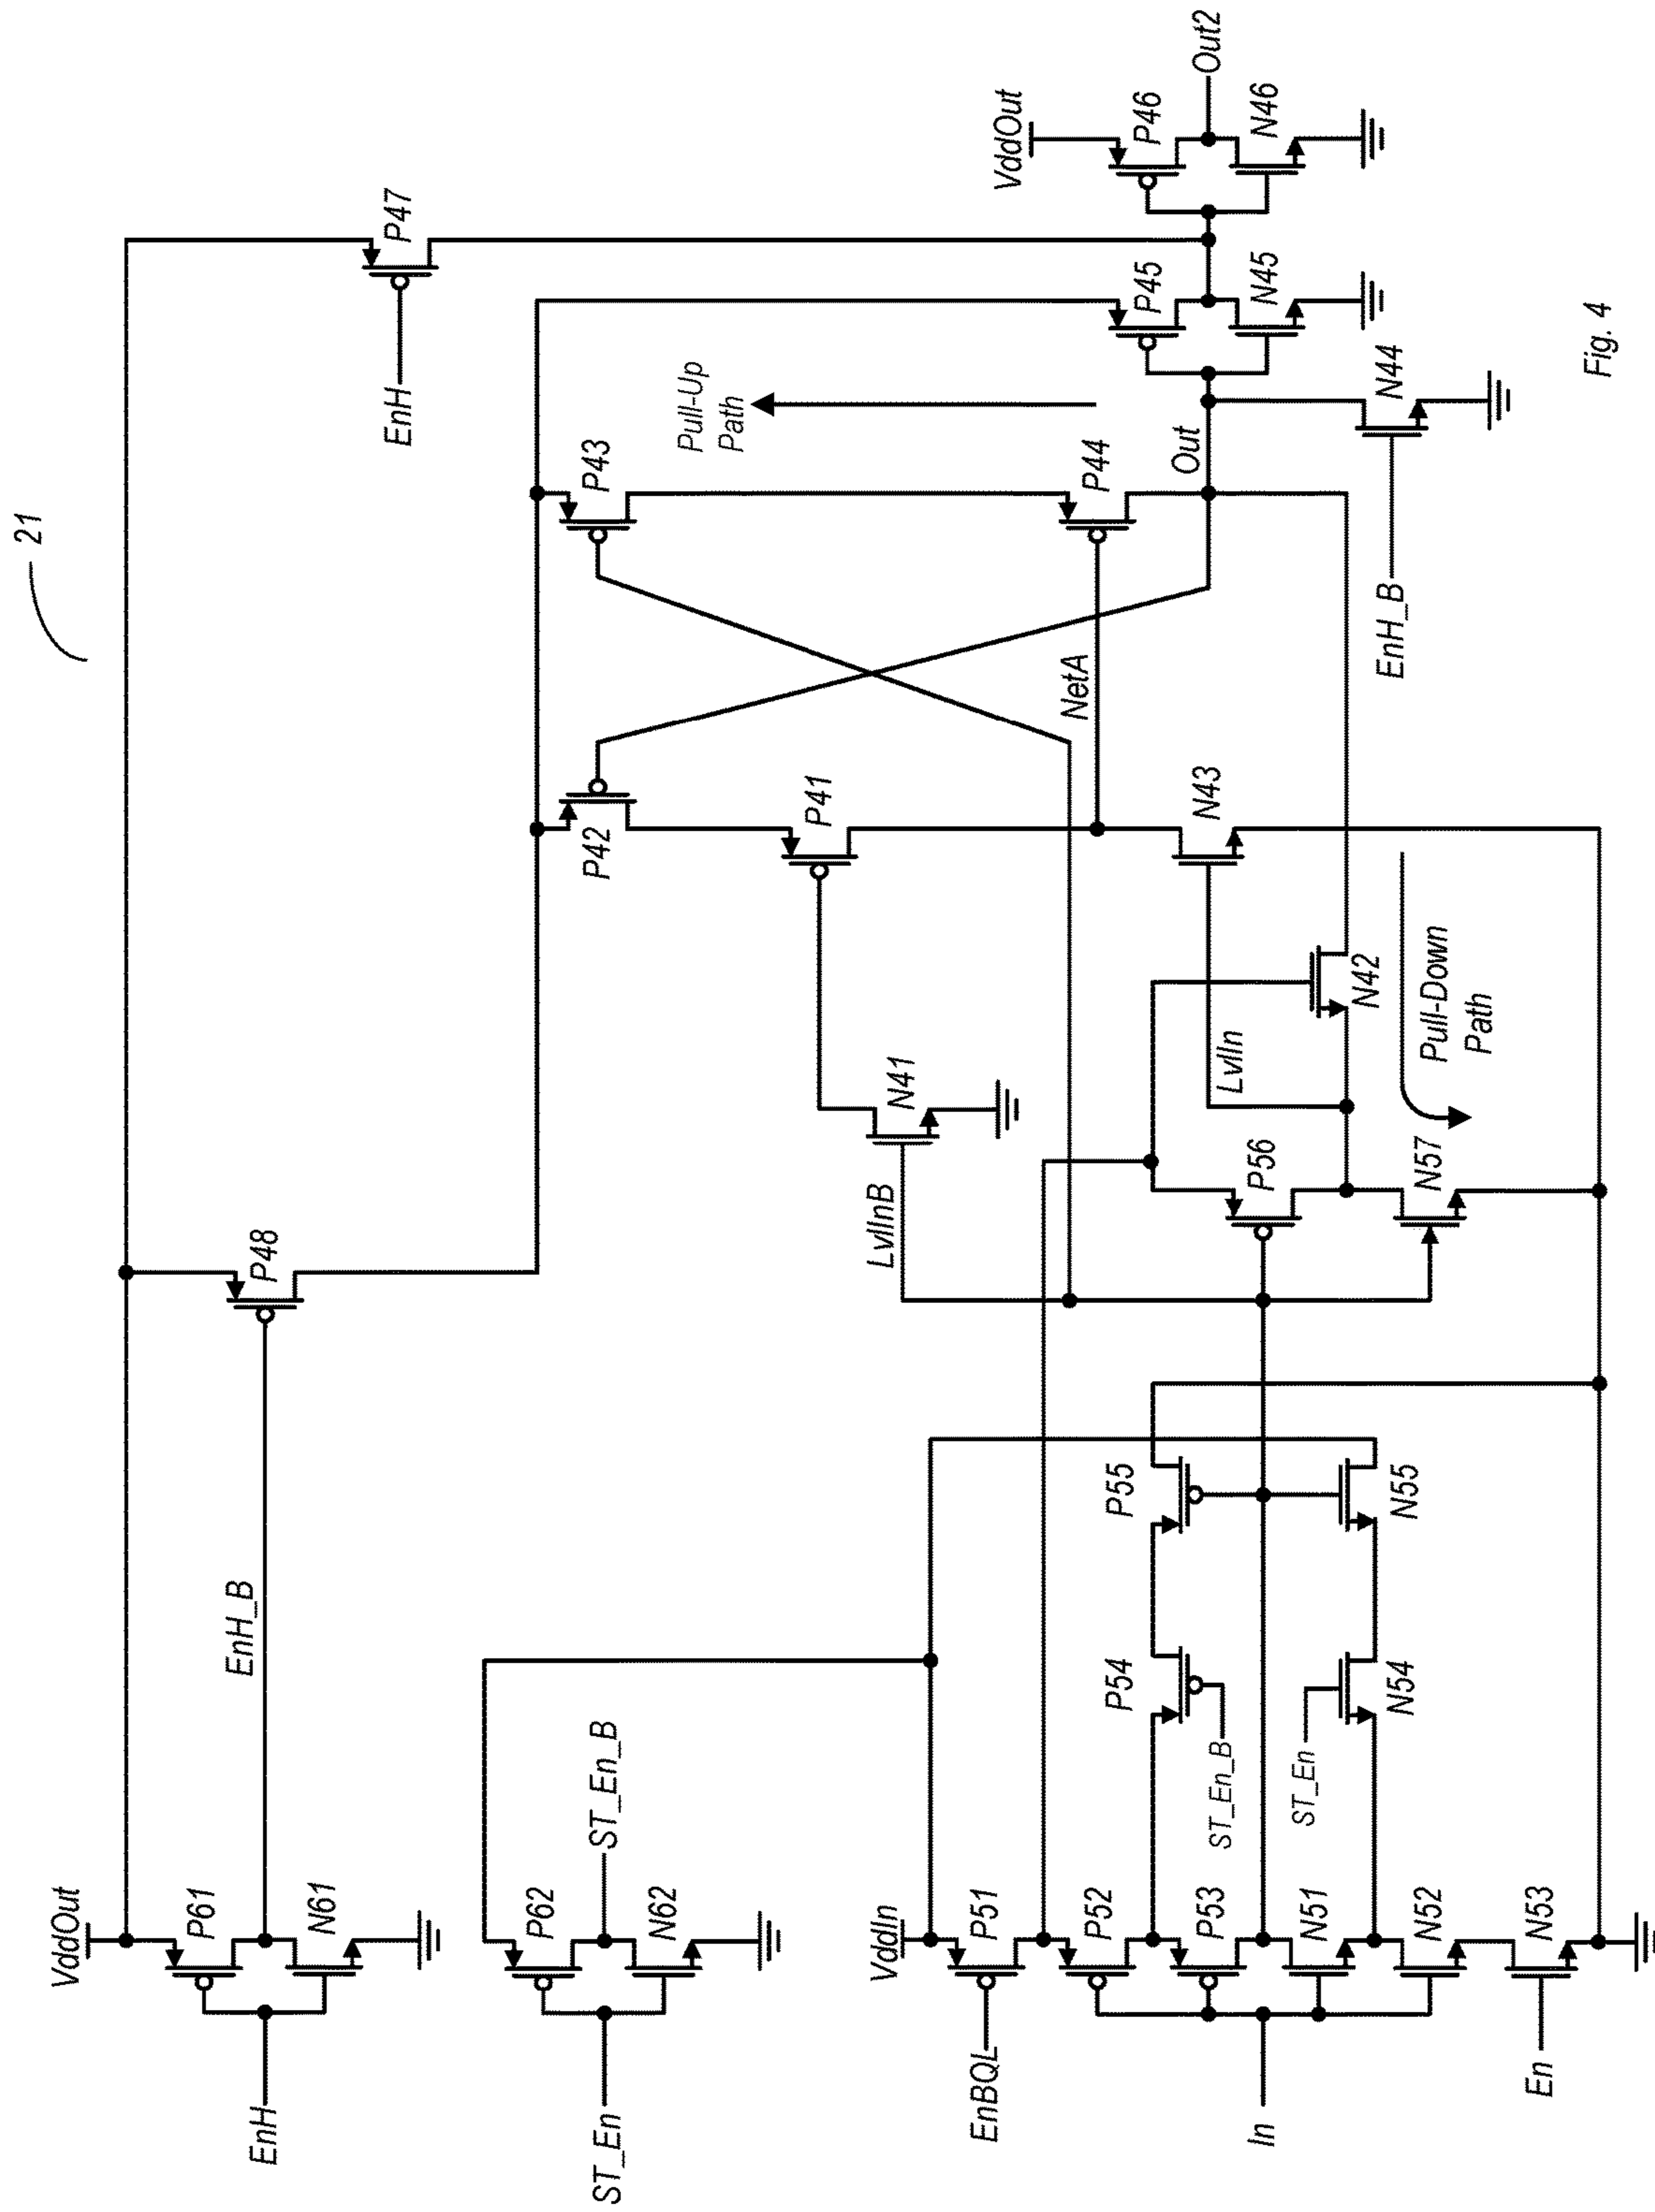 21
VddOut
EnH
P61
N61
EnH_B
P48
EnH
P47
ST_En
P62
N62
ST_En_B
P42
P43
Pull-Up
Path
VddOut
P46
Out2
N46
P41
LvlInB
N41
NetA
P44
Out
P45
N45
N43
VddIn
EnBQL
P51
P52
P53
In
N51
N52
N53
En
P54
P55
ST_En_B
ST_En
N54
N55
P56
N57
LvlIn
N42
Pull-Down
Path
EnH_B
N44
Fig. 4